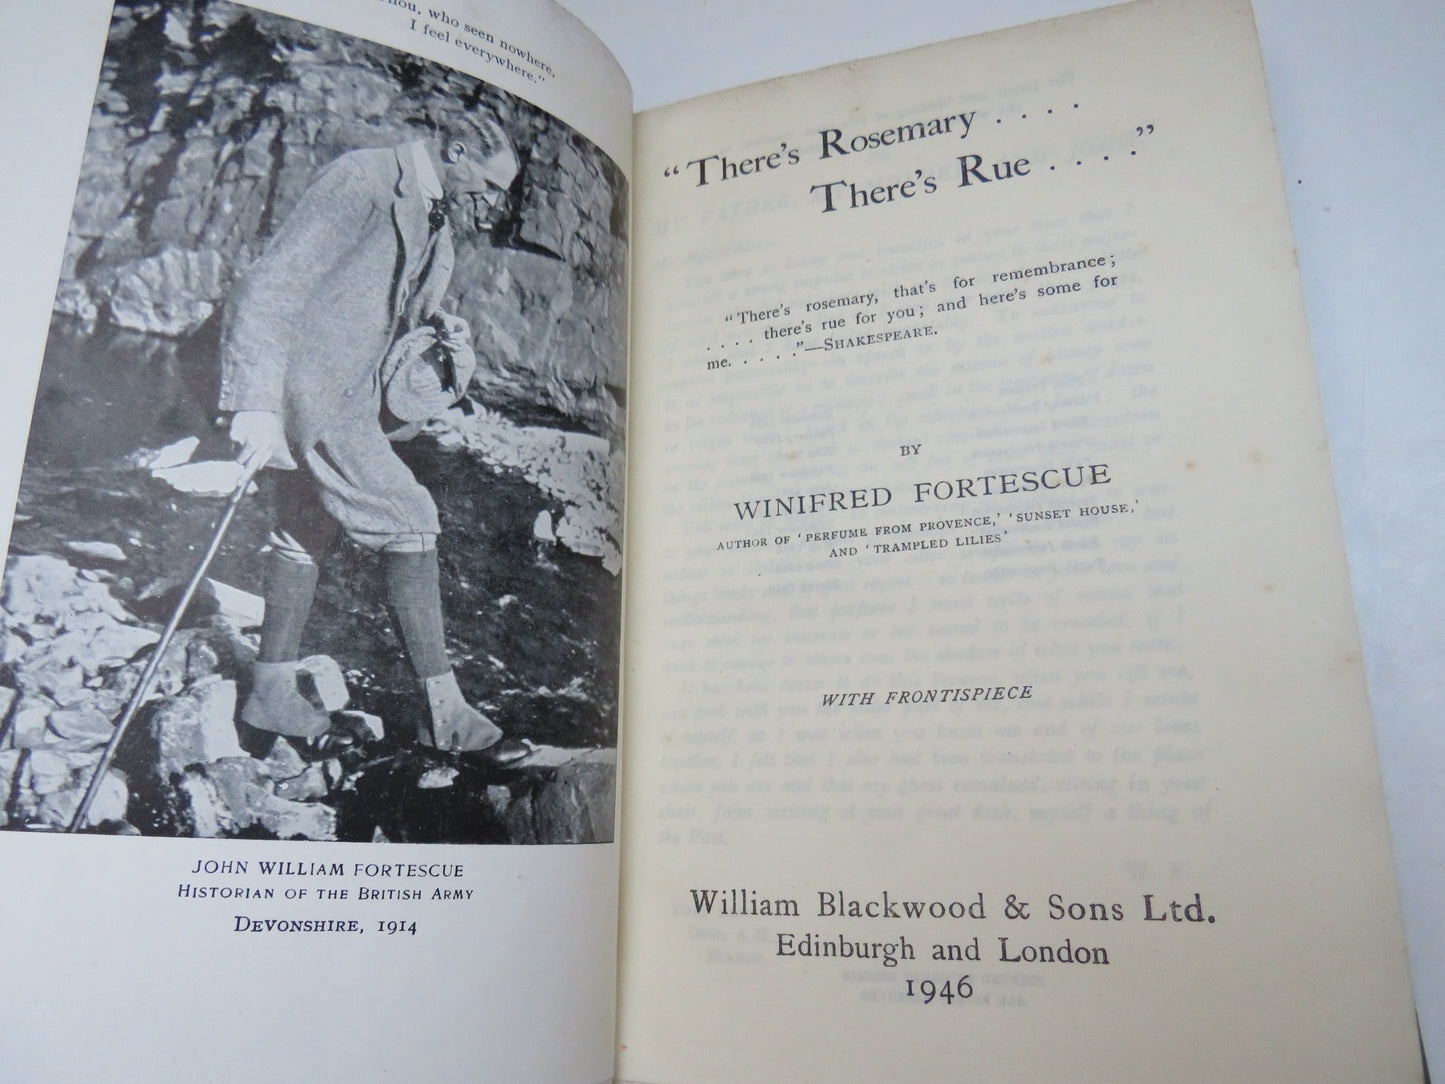 who seen nowhere,
I feel everywhere."
JOHN WILLIAM FORTESCUE
HISTORIAN OF THE BRITISH ARMY
DEVONSHIRE, 1914
"There's Rosemary . . . .
There's Rue . . . ."
"There's rosemary, that's for remembrance;
. . . . there's rue for you; and here's some for
me. . . . ."—SHAKESPEARE.
BY
WINIFRED FORTESCUE
AUTHOR OF 'PERFUME FROM PROVENCE,' 'SUNSET HOUSE,'
AND 'TRAMPLED LILIES'
WITH FRONTISPIECE
William Blackwood & Sons Ltd.
Edinburgh and London
1946